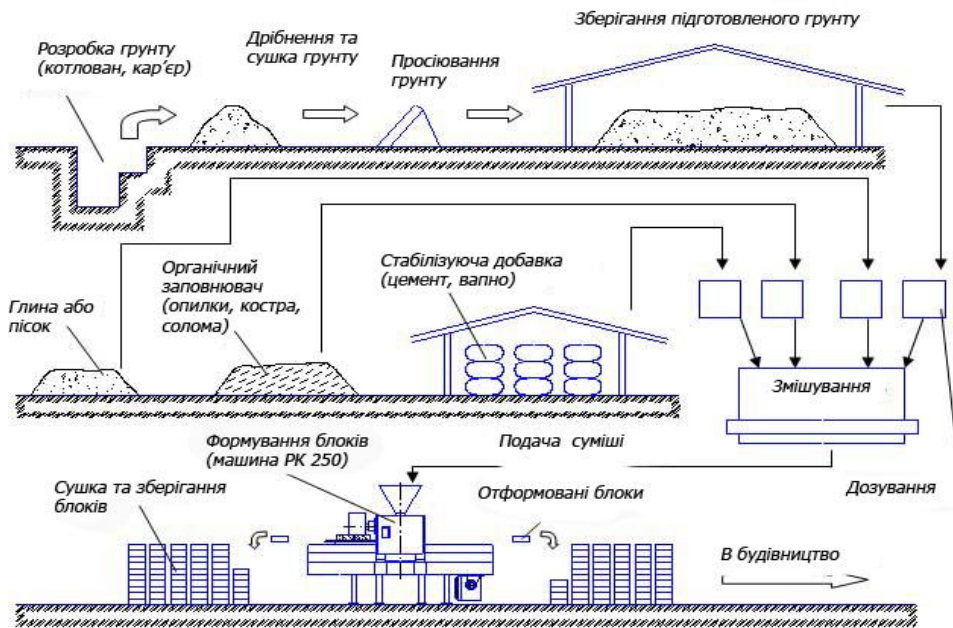 Розробка грунту
(котлован, кар'єр)
Дрібнення та
сушка грунту
Просіювання
грунту
Зберігання підготовленого грунту
Глина або
пісок
Органічний
заповнювач
(опилки, костра,
солома)
Стабілізуюча добавка
(цемент, вапно)
Змішування
Дозування
Подача суміші
Формування блоків
(машина РК 250)
Отформовані блоки
Сушка та зберігання
блоків
В будівництво